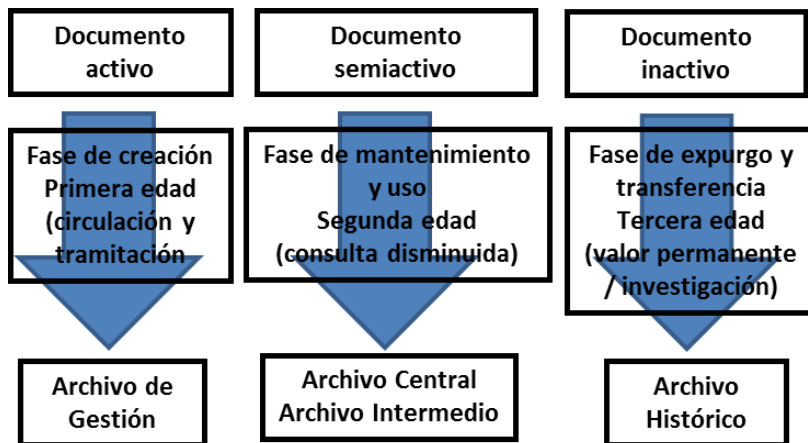 Documento
activo
Documento
semiactivo
Documento
inactivo
Fase de creación
Primera edad
(circulación y
tramitación
Fase de mantenimiento
y uso
Segunda edad
(consulta disminuida)
Fase de expurgo y
transferencia
Tercera edad
(valor permanente
/ investigación)
Archivo de
Gestión
Archivo Central
Archivo Intermedio
Archivo
Histórico